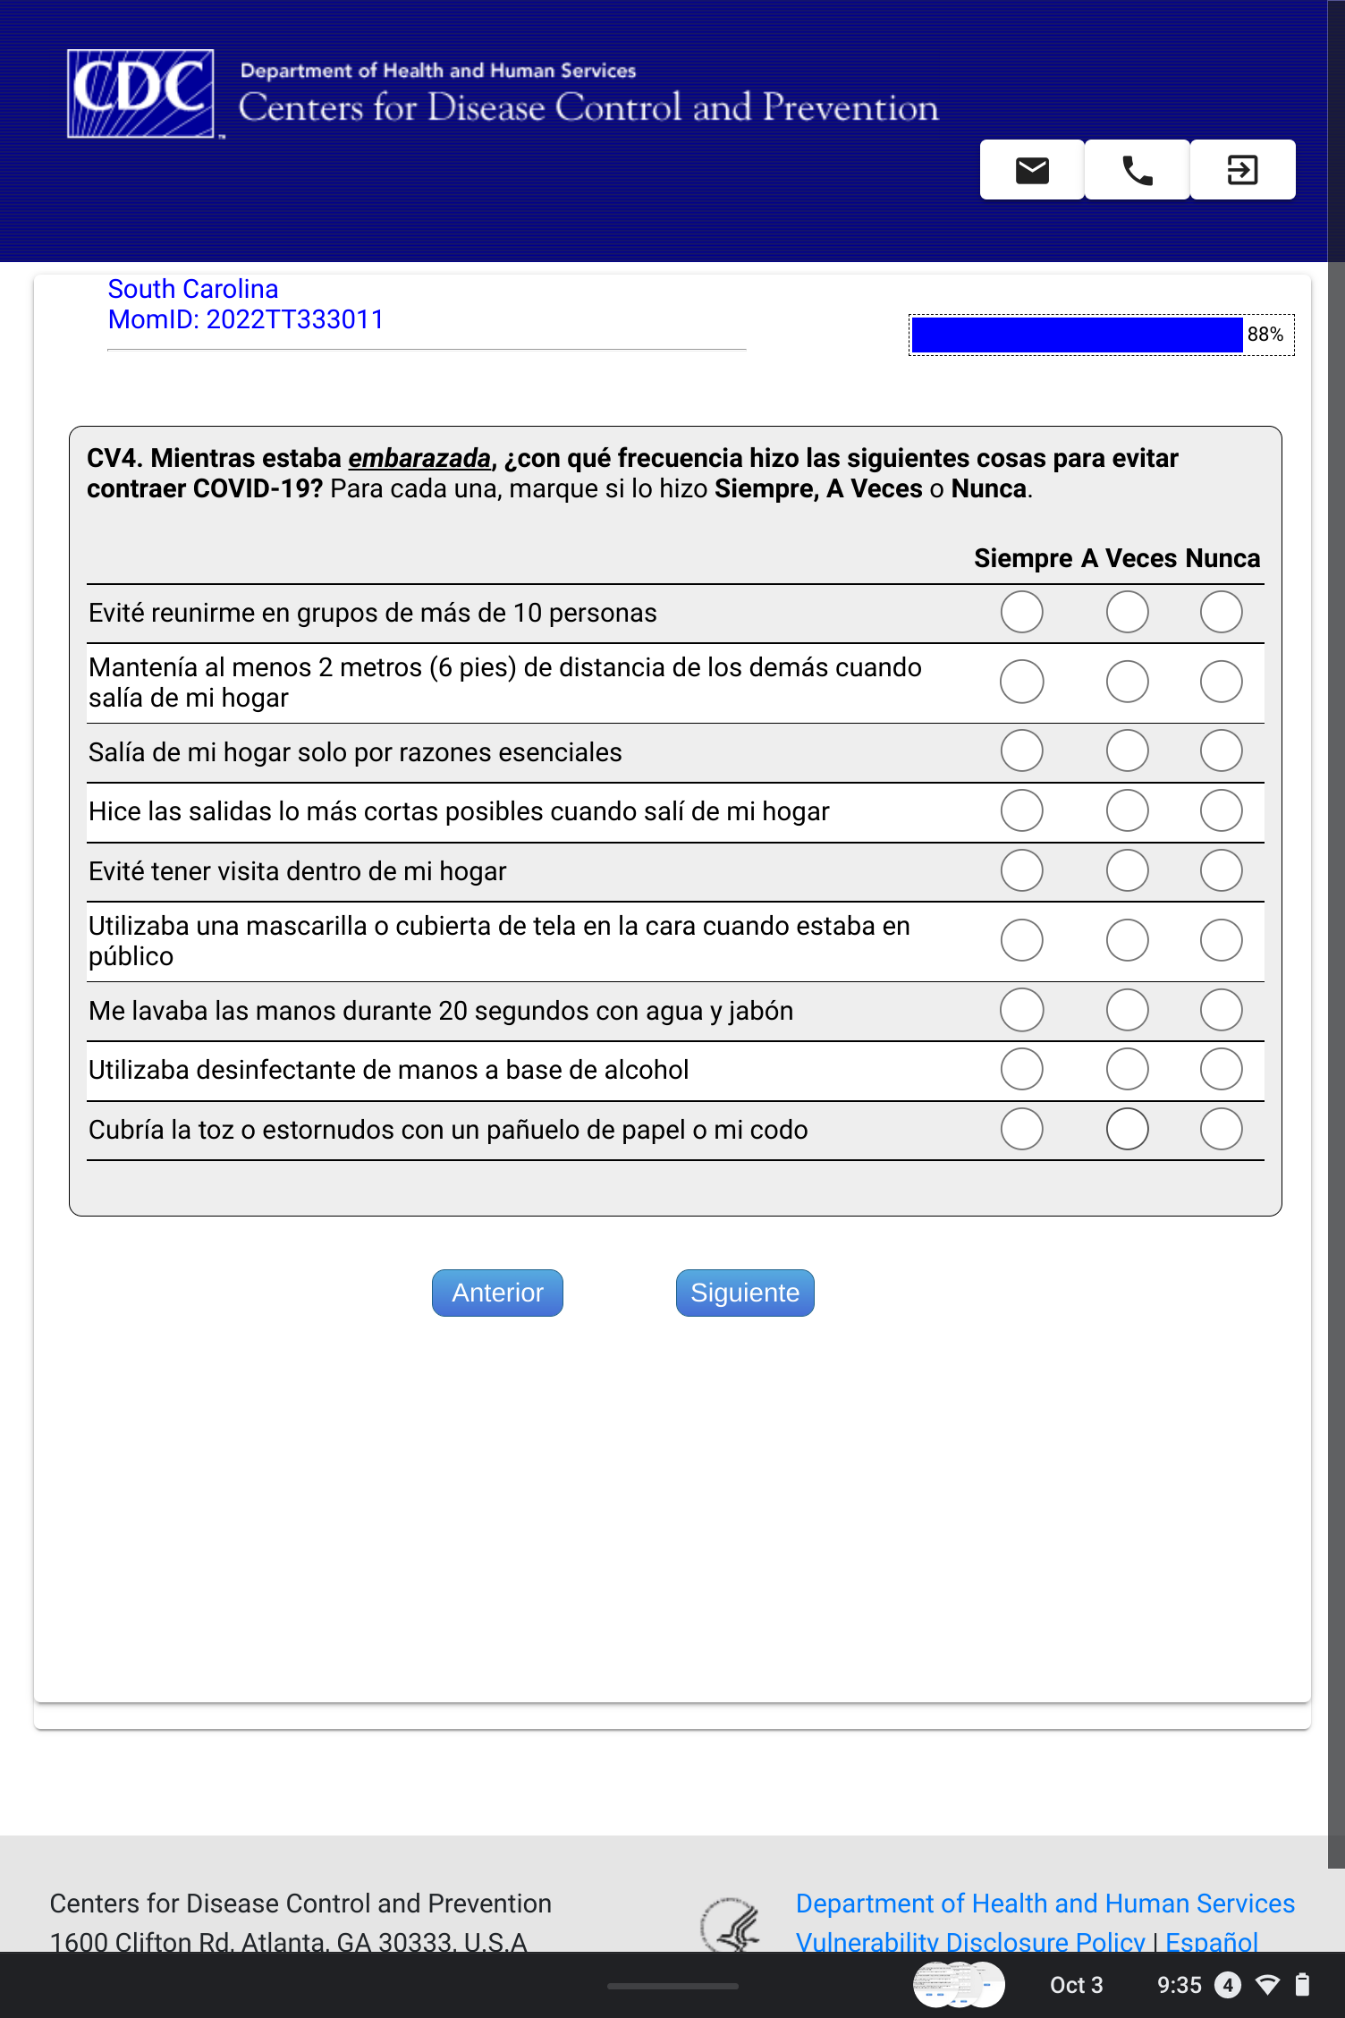 CDC
Department of Health and Human Services
Centers for Disease Control and Prevention
South Carolina
MomID: 2022TT333011
88%
CV4. Mientras estaba embarazada, ¿con qué frecuencia hizo las siguientes cosas para evitar
contraer COVID-19? Para cada una, marque si lo hizo Siempre, A Veces o Nunca.
Siempre A Veces Nunca
Evité reunirme en grupos de más de 10 personas
Mantenía al menos 2 metros (6 pies) de distancia de los demás cuando
salía de mi hogar
Salía de mi hogar solo por razones esenciales
Hice las salidas lo más cortas posibles cuando salí de mi hogar
Evité tener visita dentro de mi hogar
Utilizaba una mascarilla o cubierta de tela en la cara cuando estaba en
público
Me lavaba las manos durante 20 segundos con agua y jabón
Utilizaba desinfectante de manos a base de alcohol
Cubría la toz o estornudos con un pañuelo de papel o mi codo
Anterior
Siguiente
Centers for Disease Control and Prevention
1600 Clifton Rd. Atlanta, GA 30333, U.S.A
Department of Health and Human Services
Vulnerability Disclosure Policy | Español
Oct 3
9:35
4